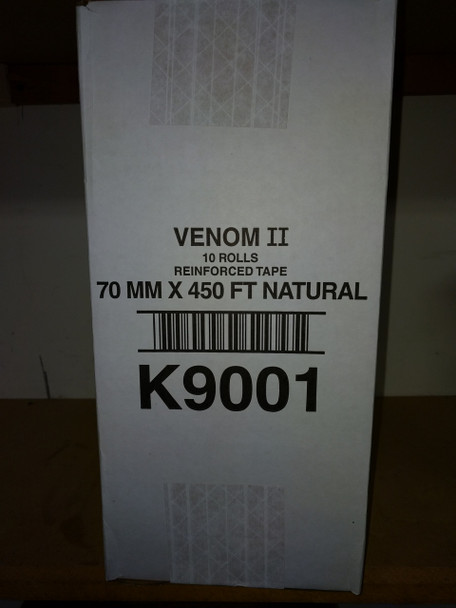 VENOM II
10 ROLLS
REINFORCED TAPE
70 MM X 450 FT NATURAL
K9001